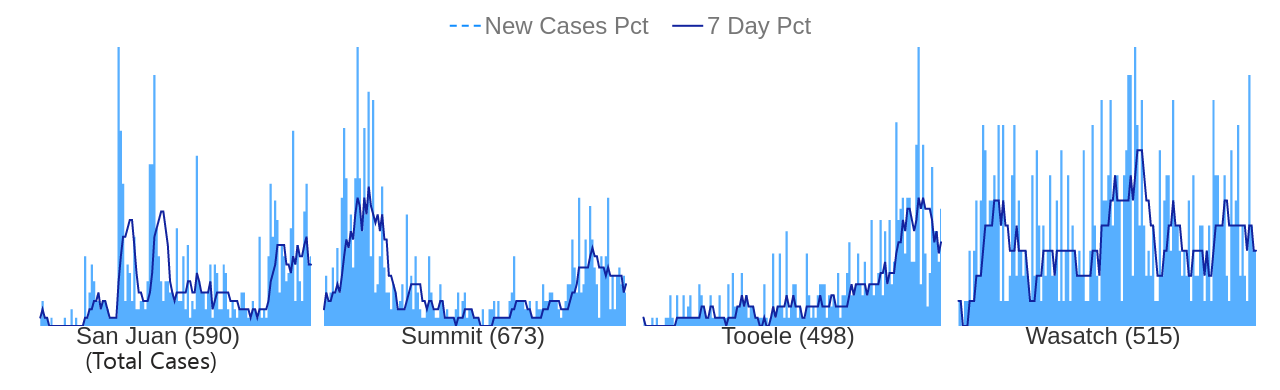 New Cases Pct 7 Day Pct
San Juan (590) Summit (673) Tooele (498) Wasatch (515)
(Total Cases)